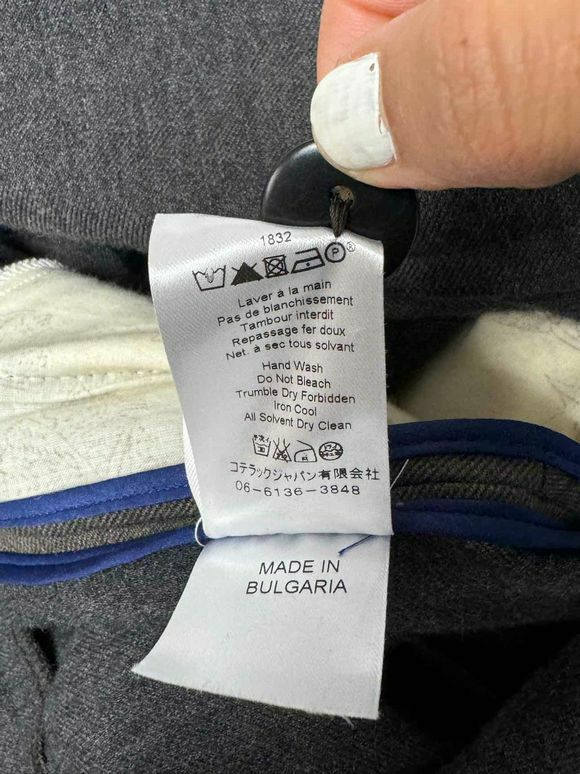 1832
P®
Laver à la main
Pas de blanchissement
Tambour interdit
Repassage fer doux
Net. à sec tous solvant
Hand Wash
Do Not Bleach
Trumble Dry Forbidden
Iron Cool
All Solvent Dry Clean
コテラックジャパン有限会社
06-6136-3848
MADE IN
BULGARIA